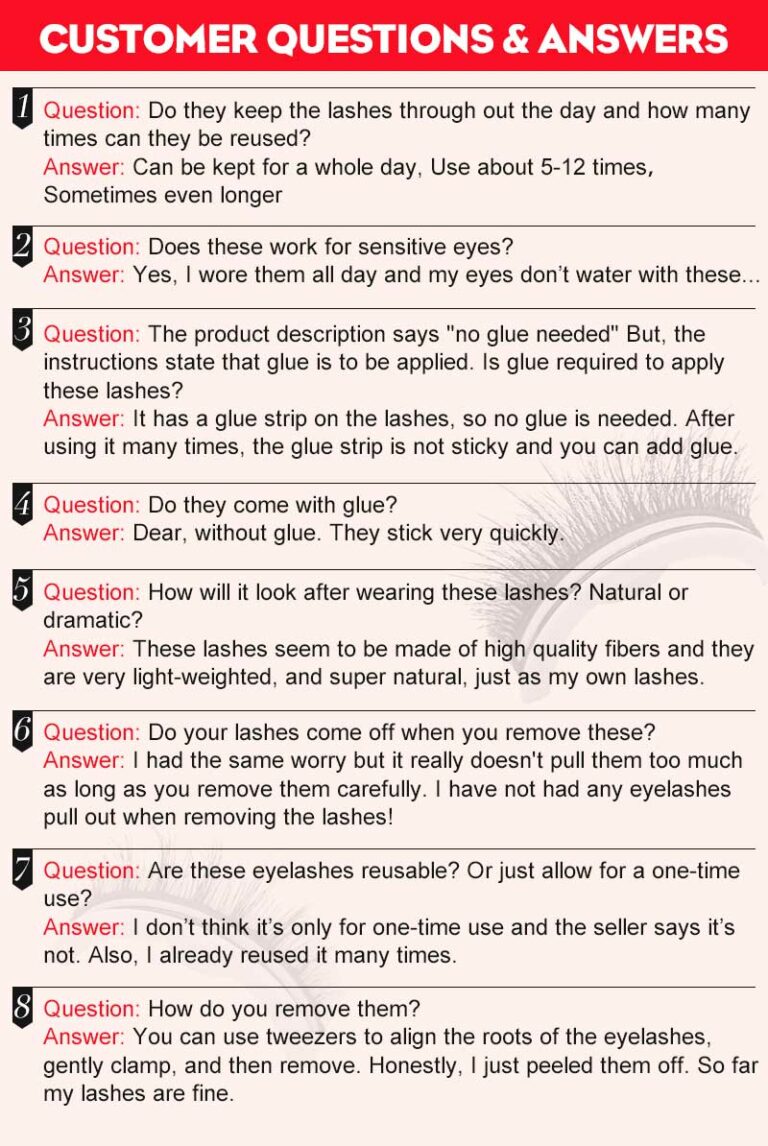 CUSTOMER QUESTIONS & ANSWERS
1
Question: Do they keep the lashes through out the day and how many
times can they be reused?
Answer: Can be kept for a whole day, Use about 5-12 times,
Sometimes even longer
2
Question: Does these work for sensitive eyes?
Answer: Yes, I wore them all day and my eyes don’t water with these...
3
Question: The product description says "no glue needed" But, the
instructions state that glue is to be applied. Is glue required to apply
these lashes?
Answer: It has a glue strip on the lashes, so no glue is needed. After
using it many times, the glue strip is not sticky and you can add glue.
4
Question: Do they come with glue?
Answer: Dear, without glue. They stick very quickly.
5
Question: How will it look after wearing these lashes? Natural or
dramatic?
Answer: These lashes seem to be made of high quality fibers and they
are very light-weighted, and super natural, just as my own lashes.
6
Question: Do your lashes come off when you remove these?
Answer: I had the same worry but it really doesn't pull them too much
as long as you remove them carefully. I have not had any eyelashes
pull out when removing the lashes!
7
Question: Are these eyelashes reusable? Or just allow for a one-time
use?
Answer: I don’t think it’s only for one-time use and the seller says it’s
not. Also, I already reused it many times.
8
Question: How do you remove them?
Answer: You can use tweezers to align the roots of the eyelashes,
gently clamp, and then remove. Honestly, I just peeled them off. So far
my lashes are fine.